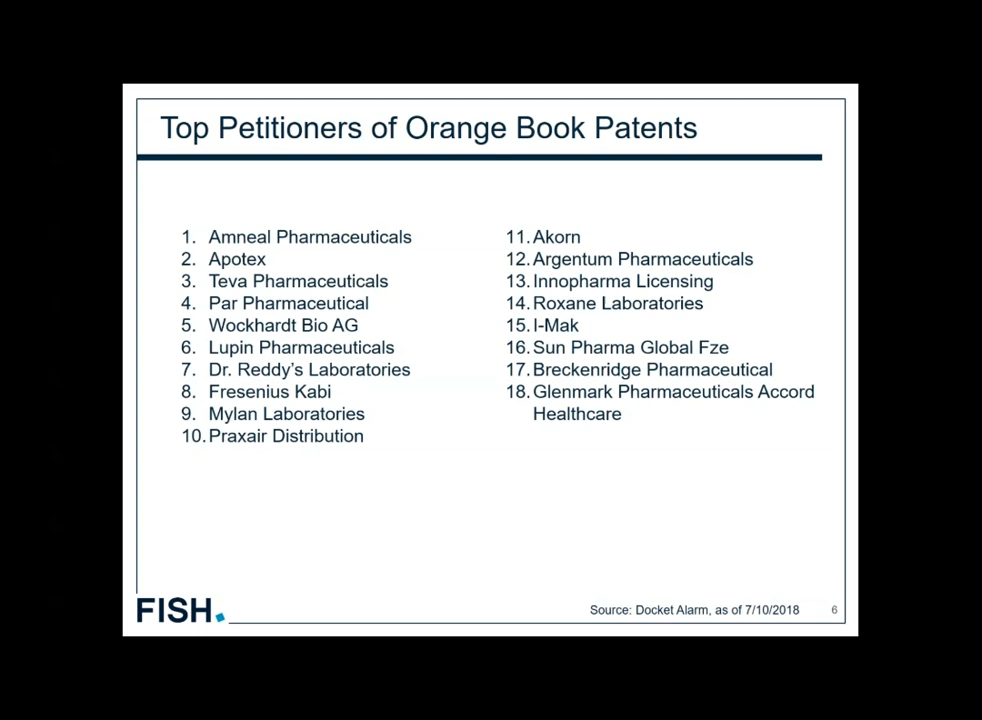 Top Petitioners of Orange Book Patents
1. Amneal Pharmaceuticals
2. Apotex
3. Teva Pharmaceuticals
4. Par Pharmaceutical
5. Wockhardt Bio AG
6. Lupin Pharmaceuticals
7. Dr. Reddy's Laboratories
8. Fresenius Kabi
9. Mylan Laboratories
10. Praxair Distribution
11. Akorn
12. Argentum Pharmaceuticals
13. Innopharma Licensing
14. Roxane Laboratories
15. I-Mak
16. Sun Pharma Global Fze
17. Breckenridge Pharmaceutical
18. Glenmark Pharmaceuticals Accord
Healthcare
FISH.
Source: Docket Alarm, as of 7/10/2018
6